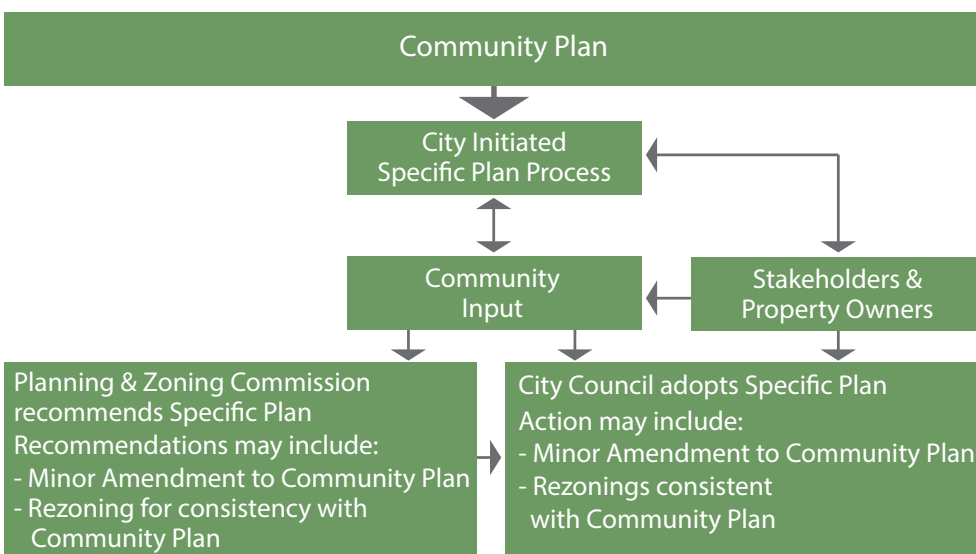 Community Plan
City Initiated
Specific Plan Process
Community
Input
Stakeholders &
Property Owners
Planning & Zoning Commission
recommends Specific Plan
Recommendations may include:
- Minor Amendment to Community Plan
- Rezoning for consistency with
Community Plan
City Council adopts Specific Plan
Action may include:
- Minor Amendment to Community Plan
- Rezonings consistent
with Community Plan